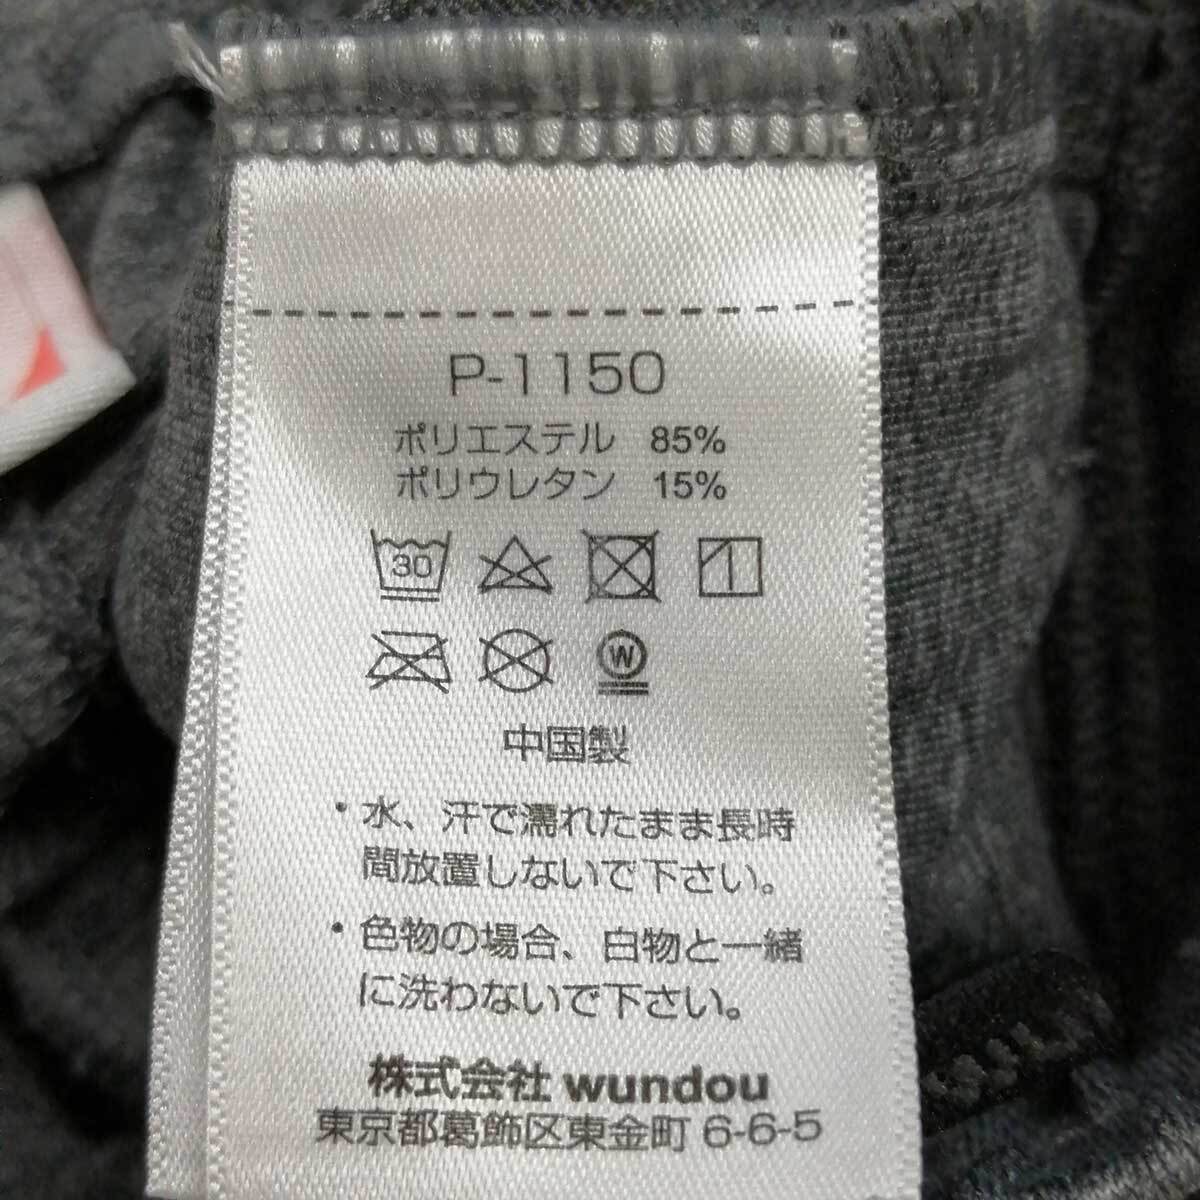 P-1150
ポリエステル 85%
ポリウレタン 15%
30
W
中国製
・水、汗で濡れたまま長時
間放置しないで下さい。
・色物の場合、白物と一緒
に洗わないで下さい。
株式会社 wundou
東京都葛飾区東金町 6-6-5